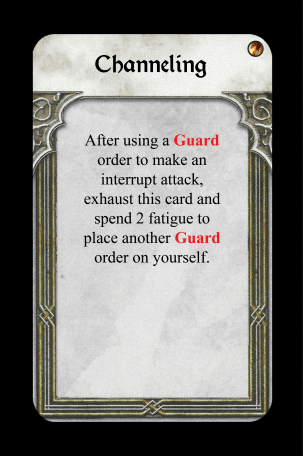 Channeling
After using a Guard
order to make an
interrupt attack,
exhaust this card and
spend 2 fatigue to
place another Guard
order on yourself.